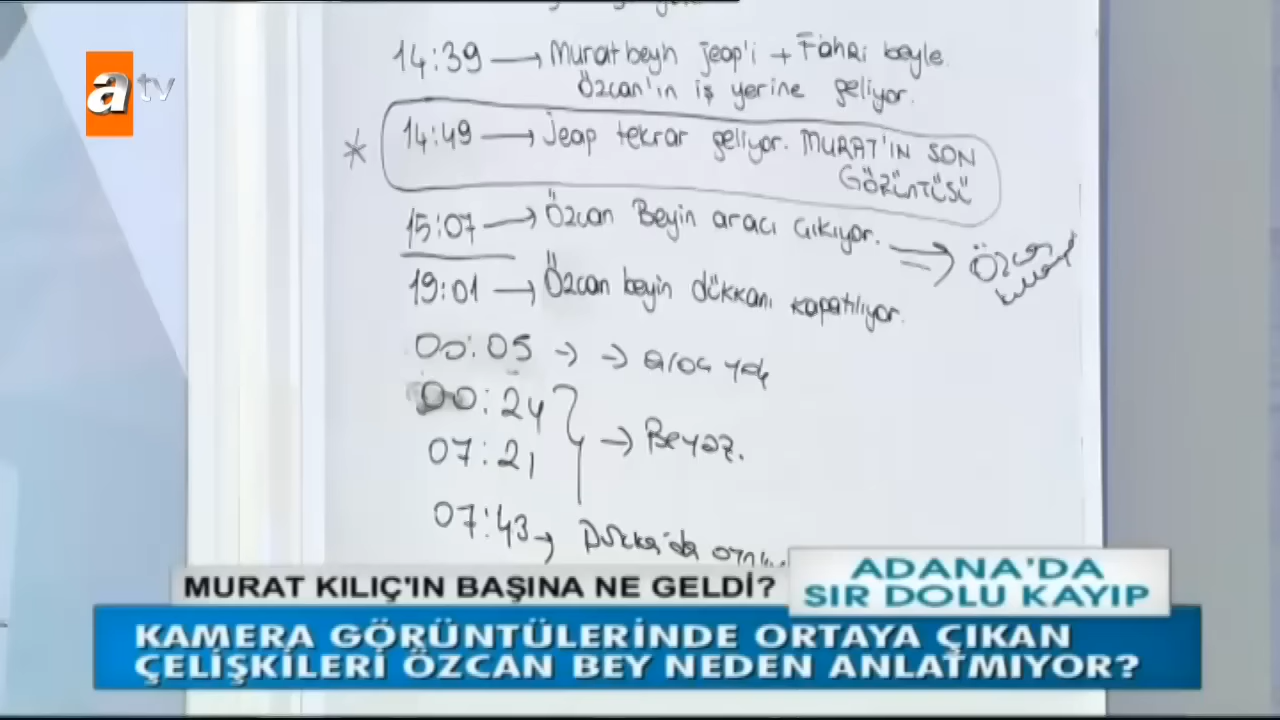 14:39 → Murat beyin jeap'i + Fahri beyle
Özcan'ın iş yerine geliyor.
* 14:49 → Jeap tekrar geliyor. MURAT'IN SON
GÖRÜNTÜSÜ
15:07 → Özcan Beyin aracı çıkıyor. ⇒ Özcan
19:01 → Özcan beyin dükkanı kapatılıyor.
00:05 → → araç yok
00:24
07:21 → Beyaz.
07:43 →
atv
MURAT KILIÇ'IN BAŞINA NE GELDİ?
ADANA'DA
SIR DOLU KAYIP
KAMERA GÖRÜNTÜLERİNDE ORTAYA ÇIKAN
ÇELİŞKİLERİ ÖZCAN BEY NEDEN ANLATMIYOR?